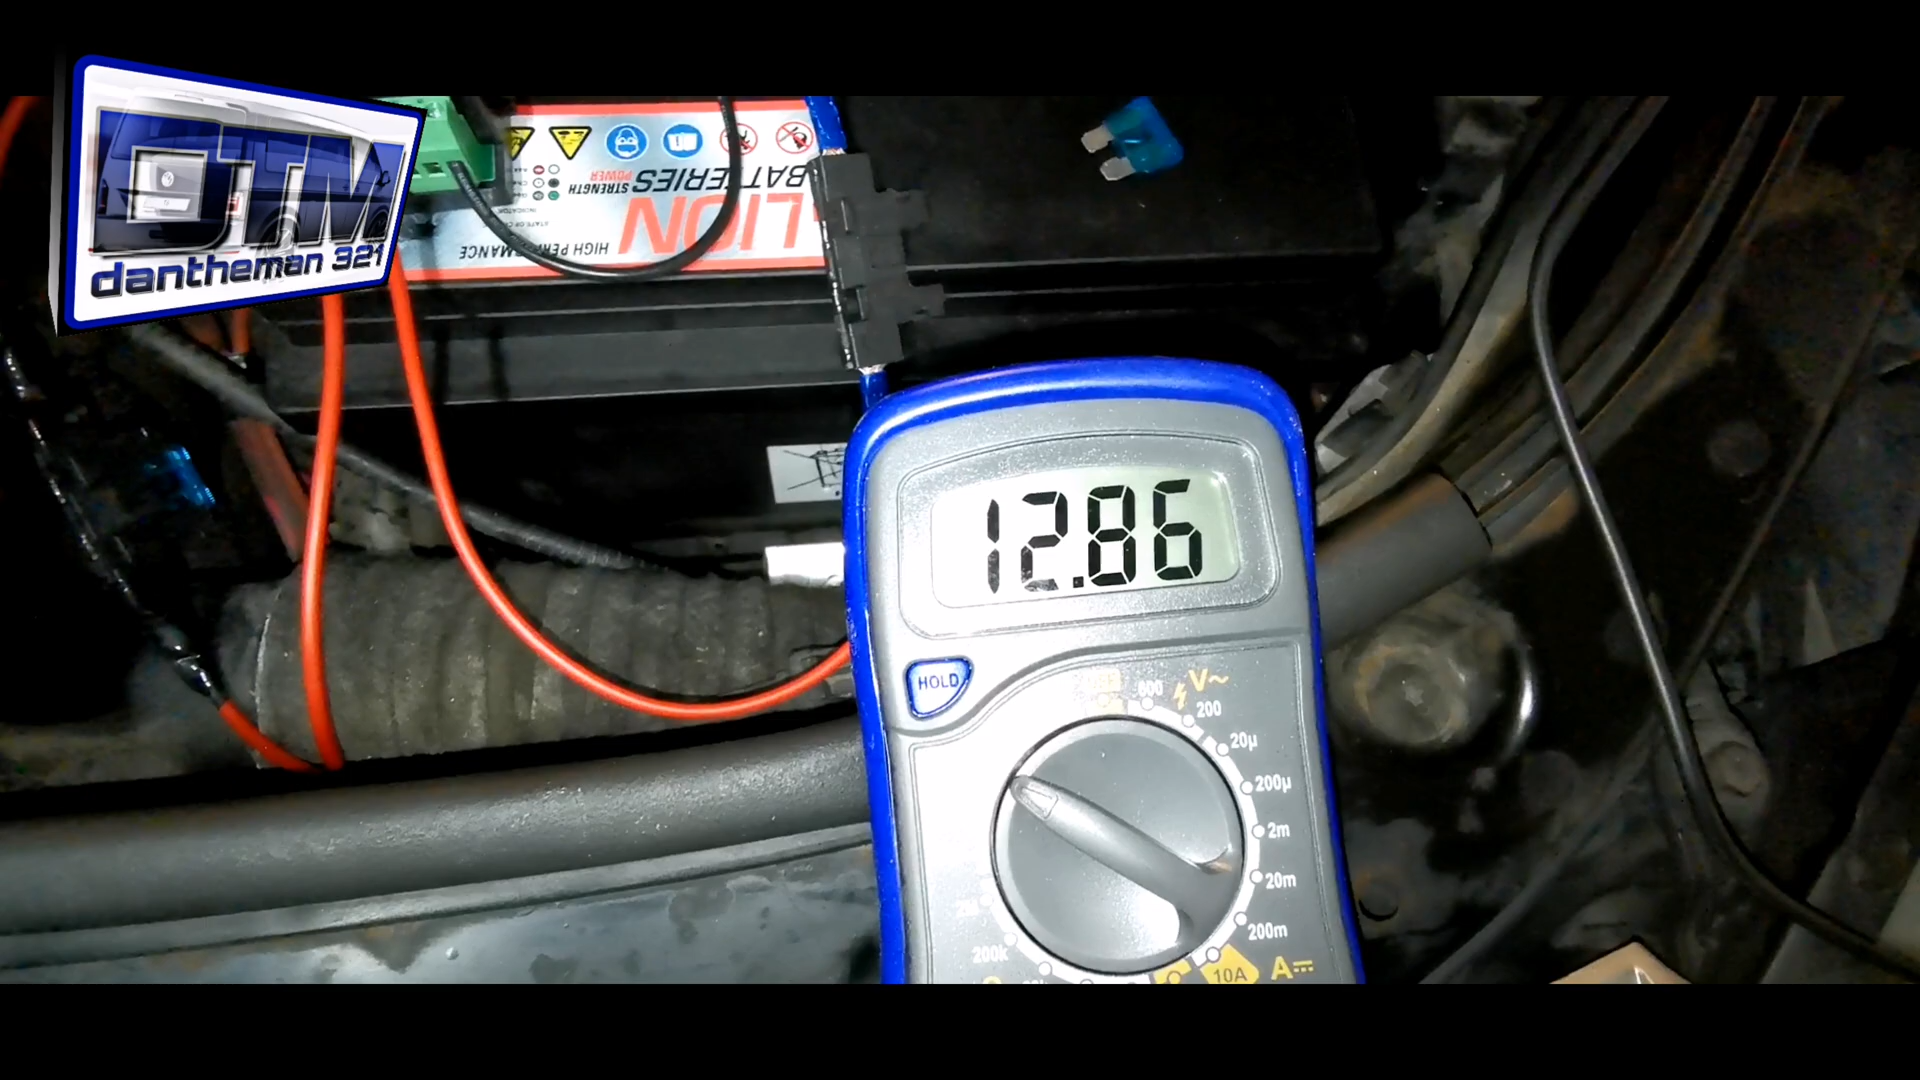 DTM
dantheman 321
BATTERIES
STRENGTH
POWER
LION
HIGH PERFORMANCE
INDICATOR
12.86
HOLD
600
V~
200
20µ
200µ
2m
20m
200m
10A
A
200k